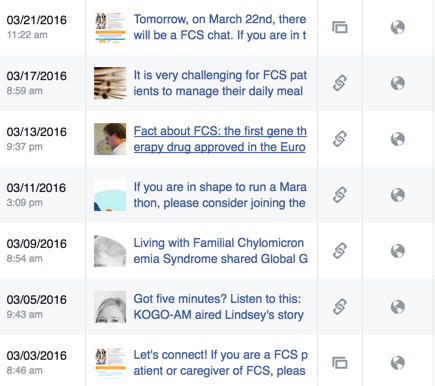 03/21/2016
11:22 am
Tomorrow, on March 22nd, there
will be a FCS chat. If you are in t
03/17/2016
8:59 am
It is very challenging for FCS pat
ients to manage their daily meal
03/13/2016
9:37 pm
Fact about FCS: the first gene th
erapy drug approved in the Euro
03/11/2016
3:09 pm
If you are in shape to run a Mara
thon, please consider joining the
03/09/2016
8:54 am
Living with Familial Chylomicron
emia Syndrome shared Global G
03/05/2016
9:43 am
Got five minutes? Listen to this:
KOGO-AM aired Lindsey's story
03/03/2016
8:46 am
Let's connect! If you are a FCS p
atient or caregiver of FCS, pleas